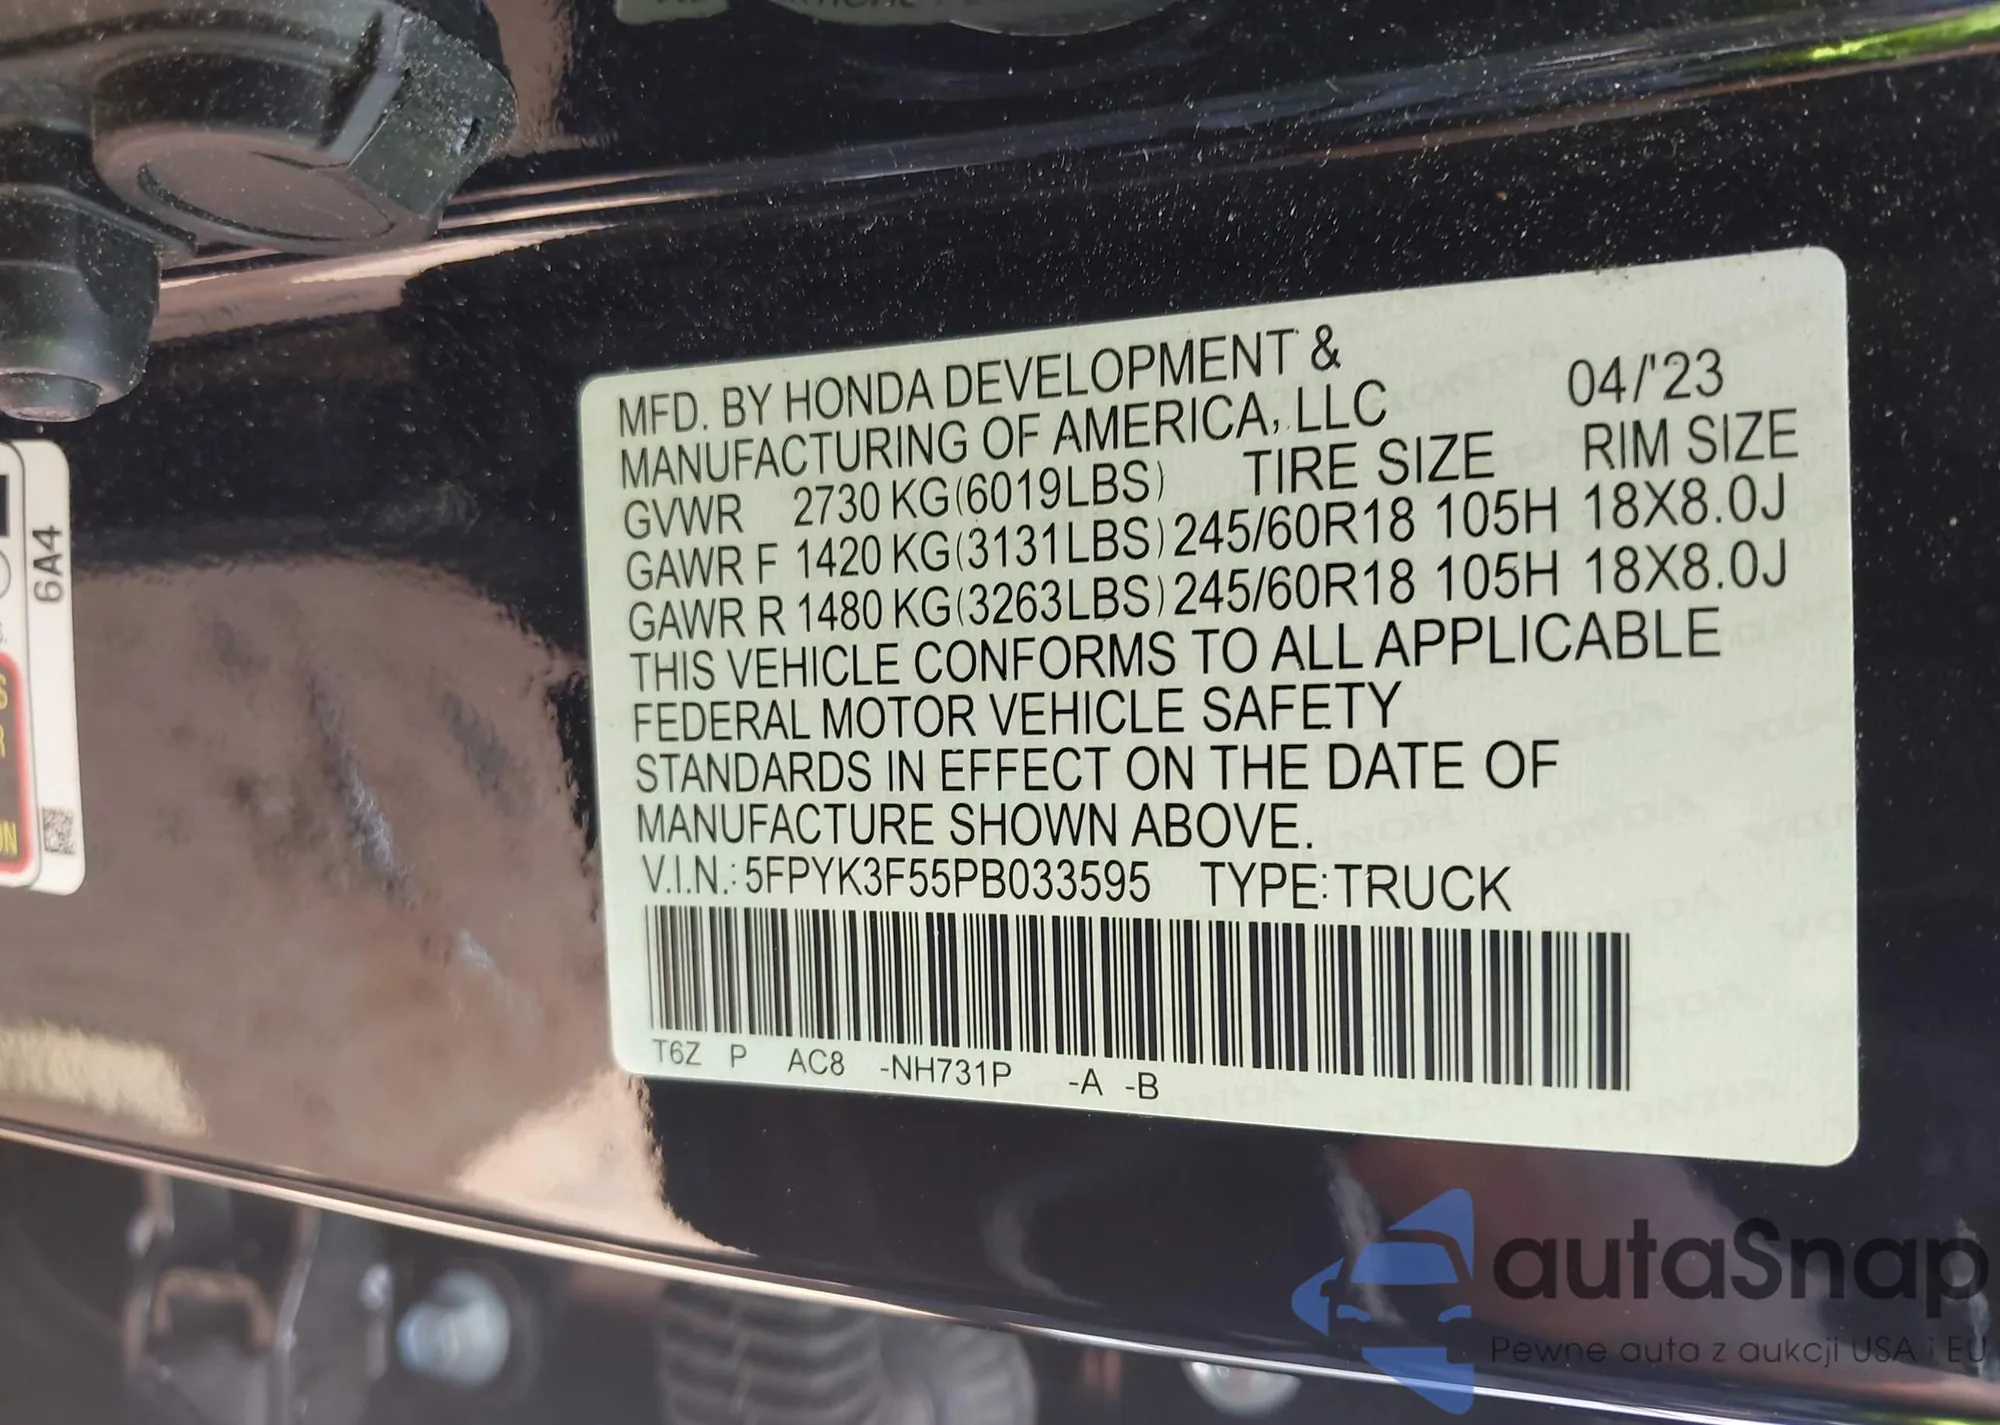 MFD. BY HONDA DEVELOPMENT & 04/'23
MANUFACTURING OF AMERICA, LLC
GVWR 2730 KG(6019LBS) TIRE SIZE RIM SIZE
GAWR F 1420 KG(3131LBS) 245/60R18 105H 18X8.0J
GAWR R 1480 KG(3263LBS) 245/60R18 105H 18X8.0J
THIS VEHICLE CONFORMS TO ALL APPLICABLE
FEDERAL MOTOR VEHICLE SAFETY
STANDARDS IN EFFECT ON THE DATE OF
MANUFACTURE SHOWN ABOVE.
V.I.N.: 5FPYK3F55PB033595 TYPE: TRUCK
T6Z P AC8 -NH731P -A -B
6A4
autaSnap
Pewne auta z aukcji USA i EU